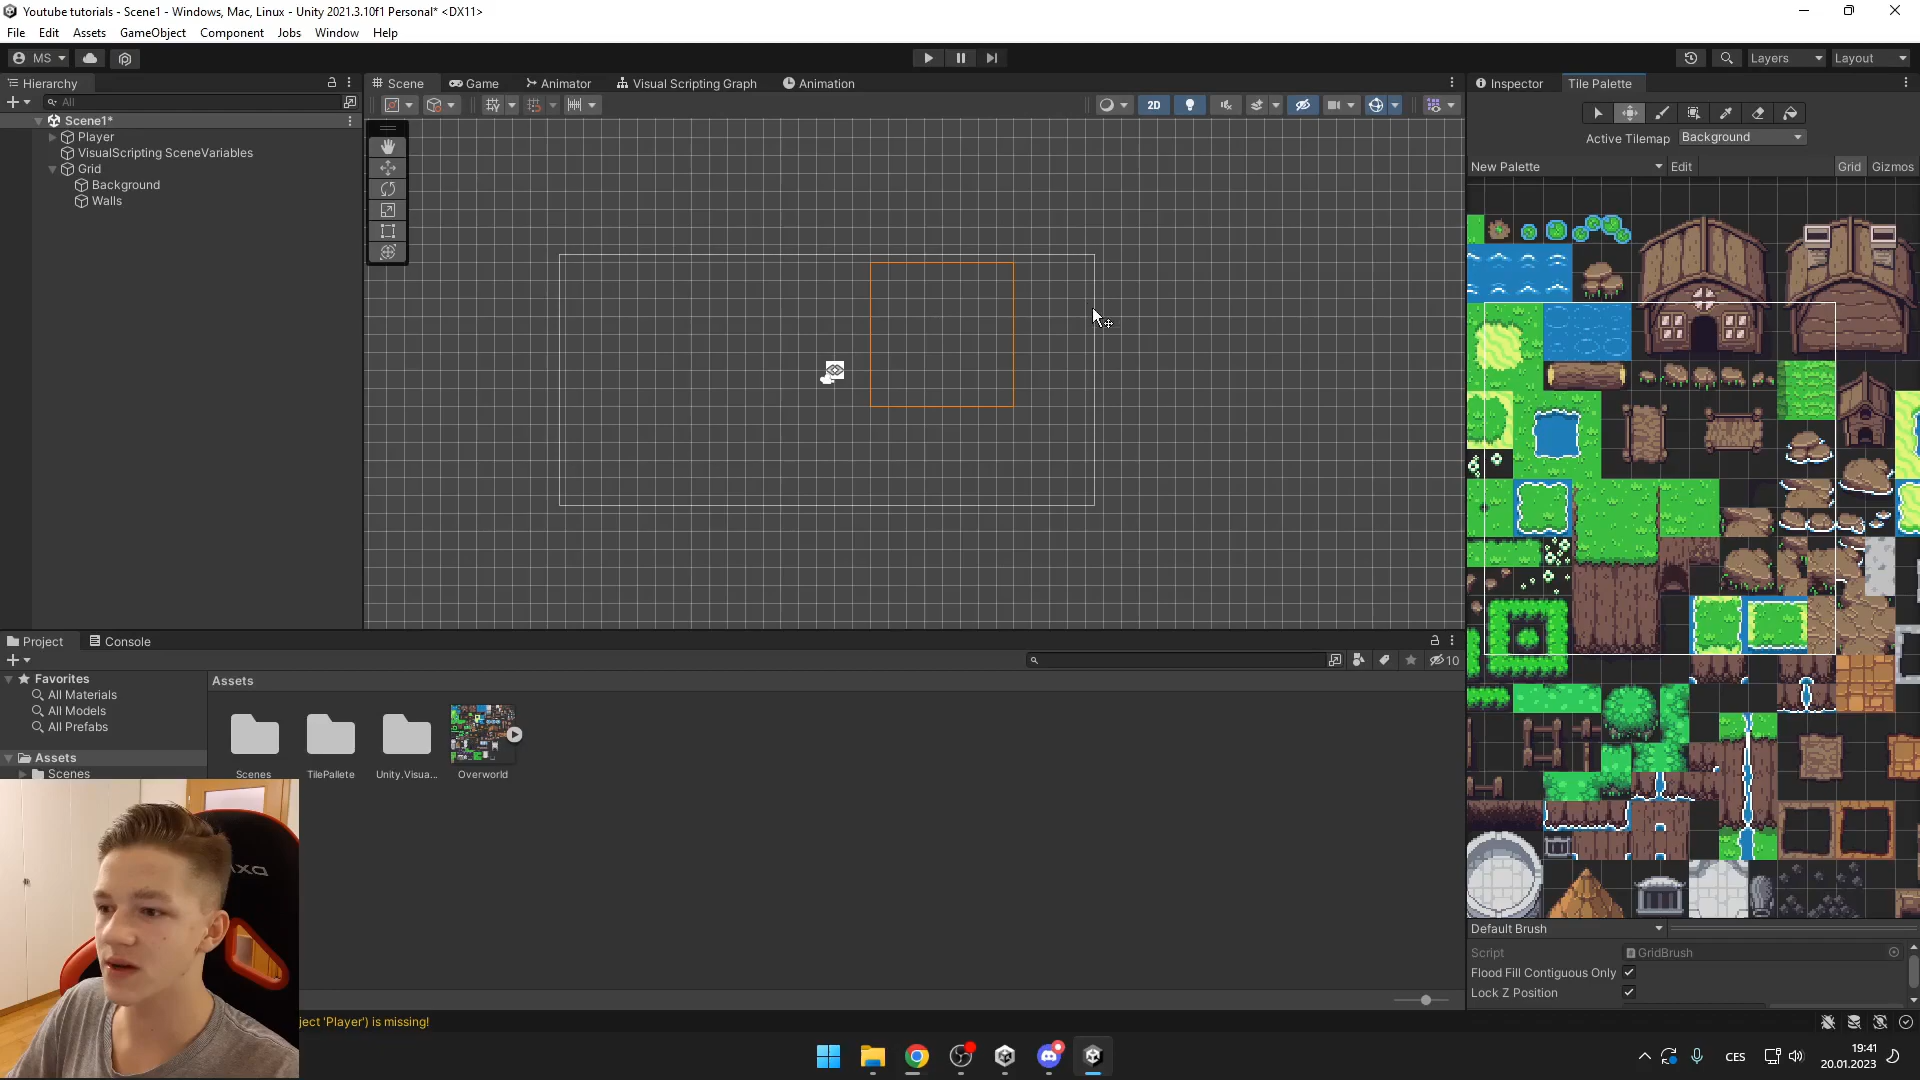 Youtube tutorials - Scene1 - Windows, Mac, Linux - Unity 2021.3.10f1 Personal* <DX11>
File Edit Assets GameObject Component Jobs Window Help
MS
Layers Layout
Hierarchy
Scene Game Animator Visual Scripting Graph Animation
Inspector Tile Palette
All
2D
Scene1*
Player
VisualScripting SceneVariables
Grid
Background
Walls
Active Tilemap Background
New Palette Edit Grid Gizmos
Project Console
10
Favorites
All Materials
All Models
All Prefabs
Assets
Scenes
Assets
Scenes TilePallete Unity.Visua... Overworld
Default Brush
Script GridBrush
Flood Fill Contiguous Only
Lock Z Position
ject 'Player') is missing!
CES
19:41
20.01.2023